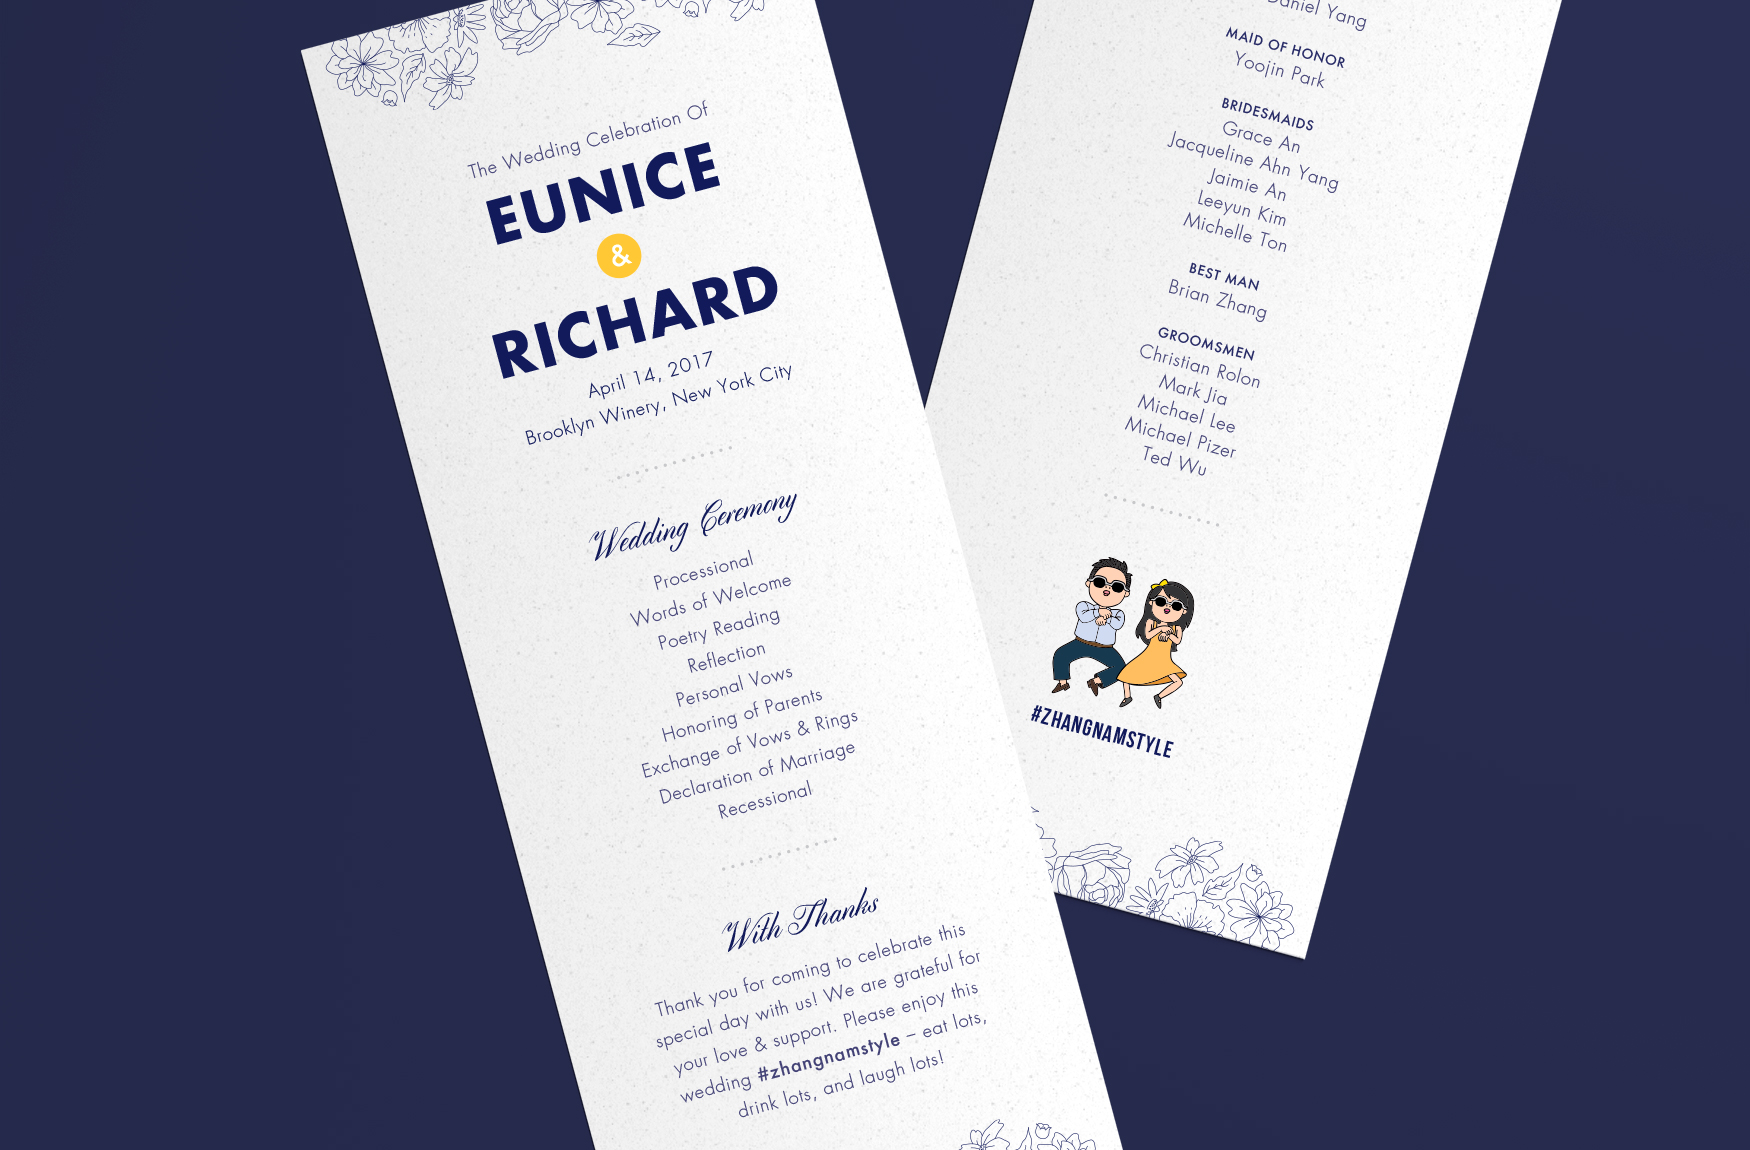 The Wedding Celebration Of
EUNICE
&
RICHARD
April 14, 2017
Brooklyn Winery, New York City
Wedding Ceremony
Processional
Words of Welcome
Poetry Reading
Reflection
Personal Vows
Honoring of Parents
Exchange of Vows & Rings
Declaration of Marriage
Recessional
With Thanks
Thank you for coming to celebrate this
special day with us! We are grateful for
your love & support. Please enjoy this
wedding #zhangnamstyle – eat lots,
drink lots, and laugh lots!
Daniel Yang
MAID OF HONOR
Yoojin Park
BRIDESMAIDS
Grace An
Jacqueline Ahn Yang
Jaimie An
Leeyun Kim
Michelle Ton
BEST MAN
Brian Zhang
GROOMSMEN
Christian Rolon
Mark Jia
Michael Lee
Michael Pizer
Ted Wu
#ZHANGNAMSTYLE